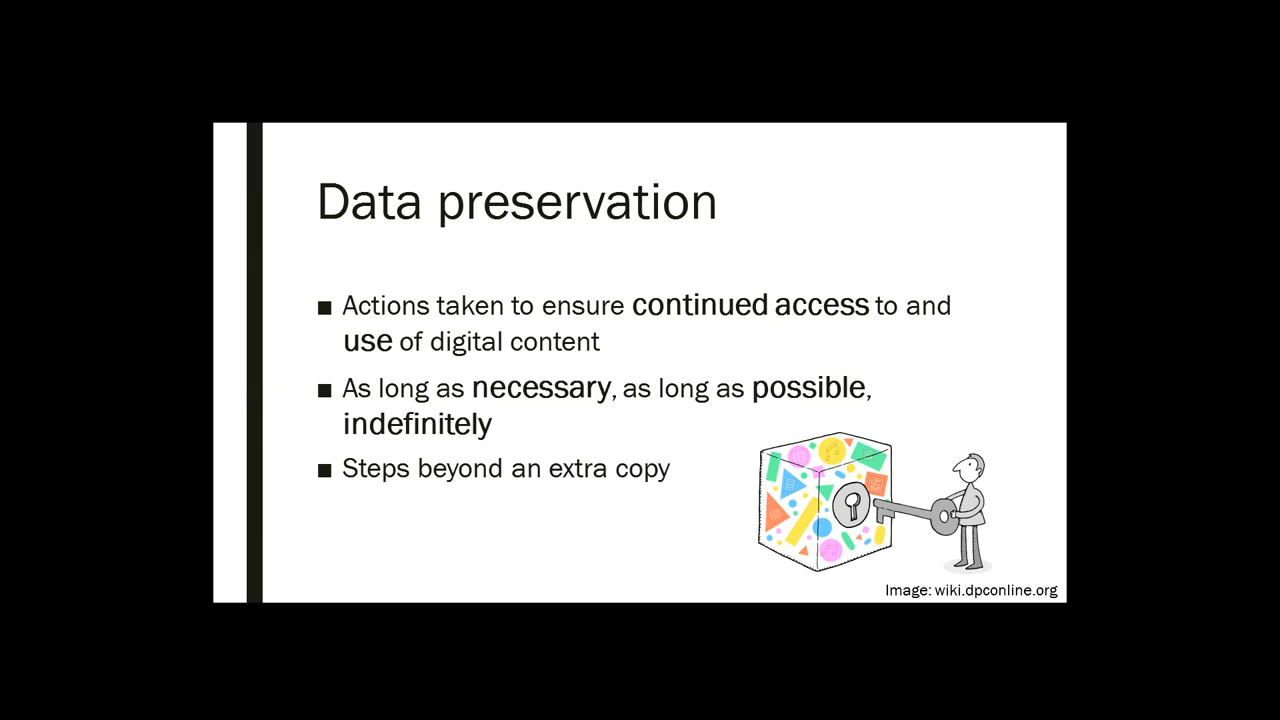 Data preservation
■ Actions taken to ensure continued access to and
use of digital content
■ As long as necessary, as long as possible,
indefinitely
■ Steps beyond an extra copy
Image: wiki.dpconline.org